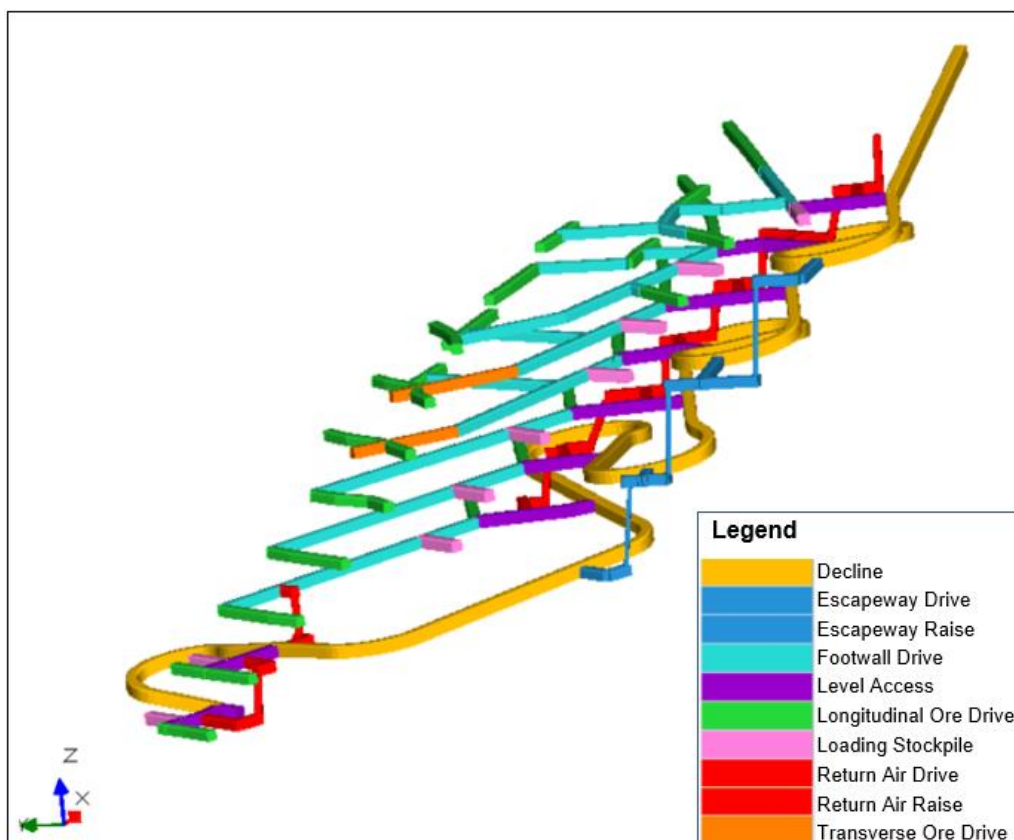 Legend
Decline
Escapeway Drive
Escapeway Raise
Footwall Drive
Level Access
Longitudinal Ore Drive
Loading Stockpile
Return Air Drive
Return Air Raise
Transverse Ore Drive
Z
X
Y